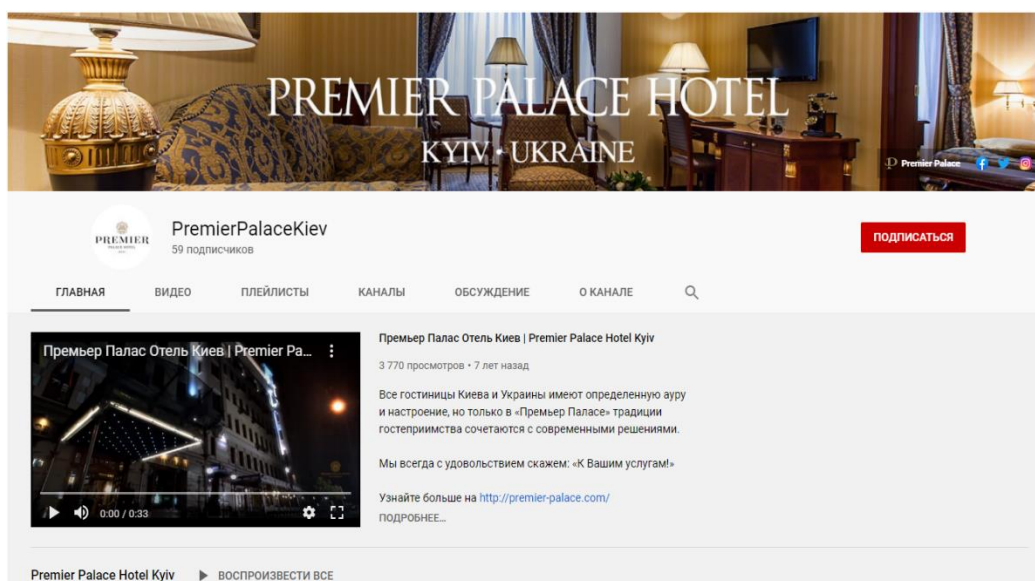 PREMIER PALACE HOTEL
KYIV • UKRAINE
Premier Palace
PREMIER
PremierPalaceKiev
59 подписчиков
ПОДПИСАТЬСЯ
ГЛАВНАЯ ВИДЕО ПЛЕЙЛИСТЫ КАНАЛЫ ОБСУЖДЕНИЕ О КАНАЛЕ
Премьер Палас Отель Киев | Premier Pa...
0:00 / 0:33
Премьер Палас Отель Киев | Premier Palace Hotel Kyiv
3 770 просмотров • 7 лет назад
Все гостиницы Киева и Украины имеют определенную ауру
и настроение, но только в «Премьер Паласе» традиции
гостеприимства сочетаются с современными решениями.
Мы всегда с удовольствием скажем: «К Вашим услугам!»
Узнайте больше на http://premier-palace.com/
ПОДРОБНЕЕ...
Premier Palace Hotel Kyiv ВОСПРОИЗВЕСТИ ВСЕ